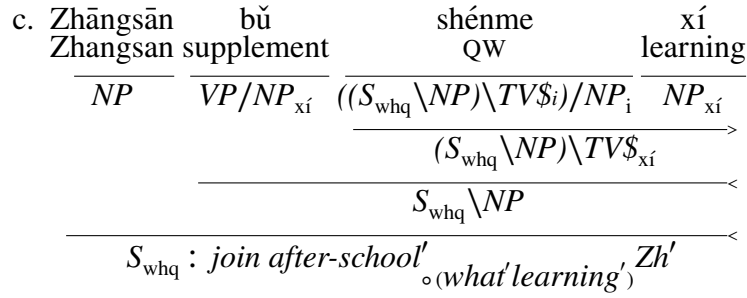 c. Zhāngsān bǔ shénme xí
Zhangsan supplement QW learning
NP VP/NP_xí ((S_whq\NP)\TV$i)/NP_i NP_xí
>
(S_whq\NP)\TV$_xí
<
S_whq\NP
<
S_whq : join after-school′∘(what′learning′)Zh′